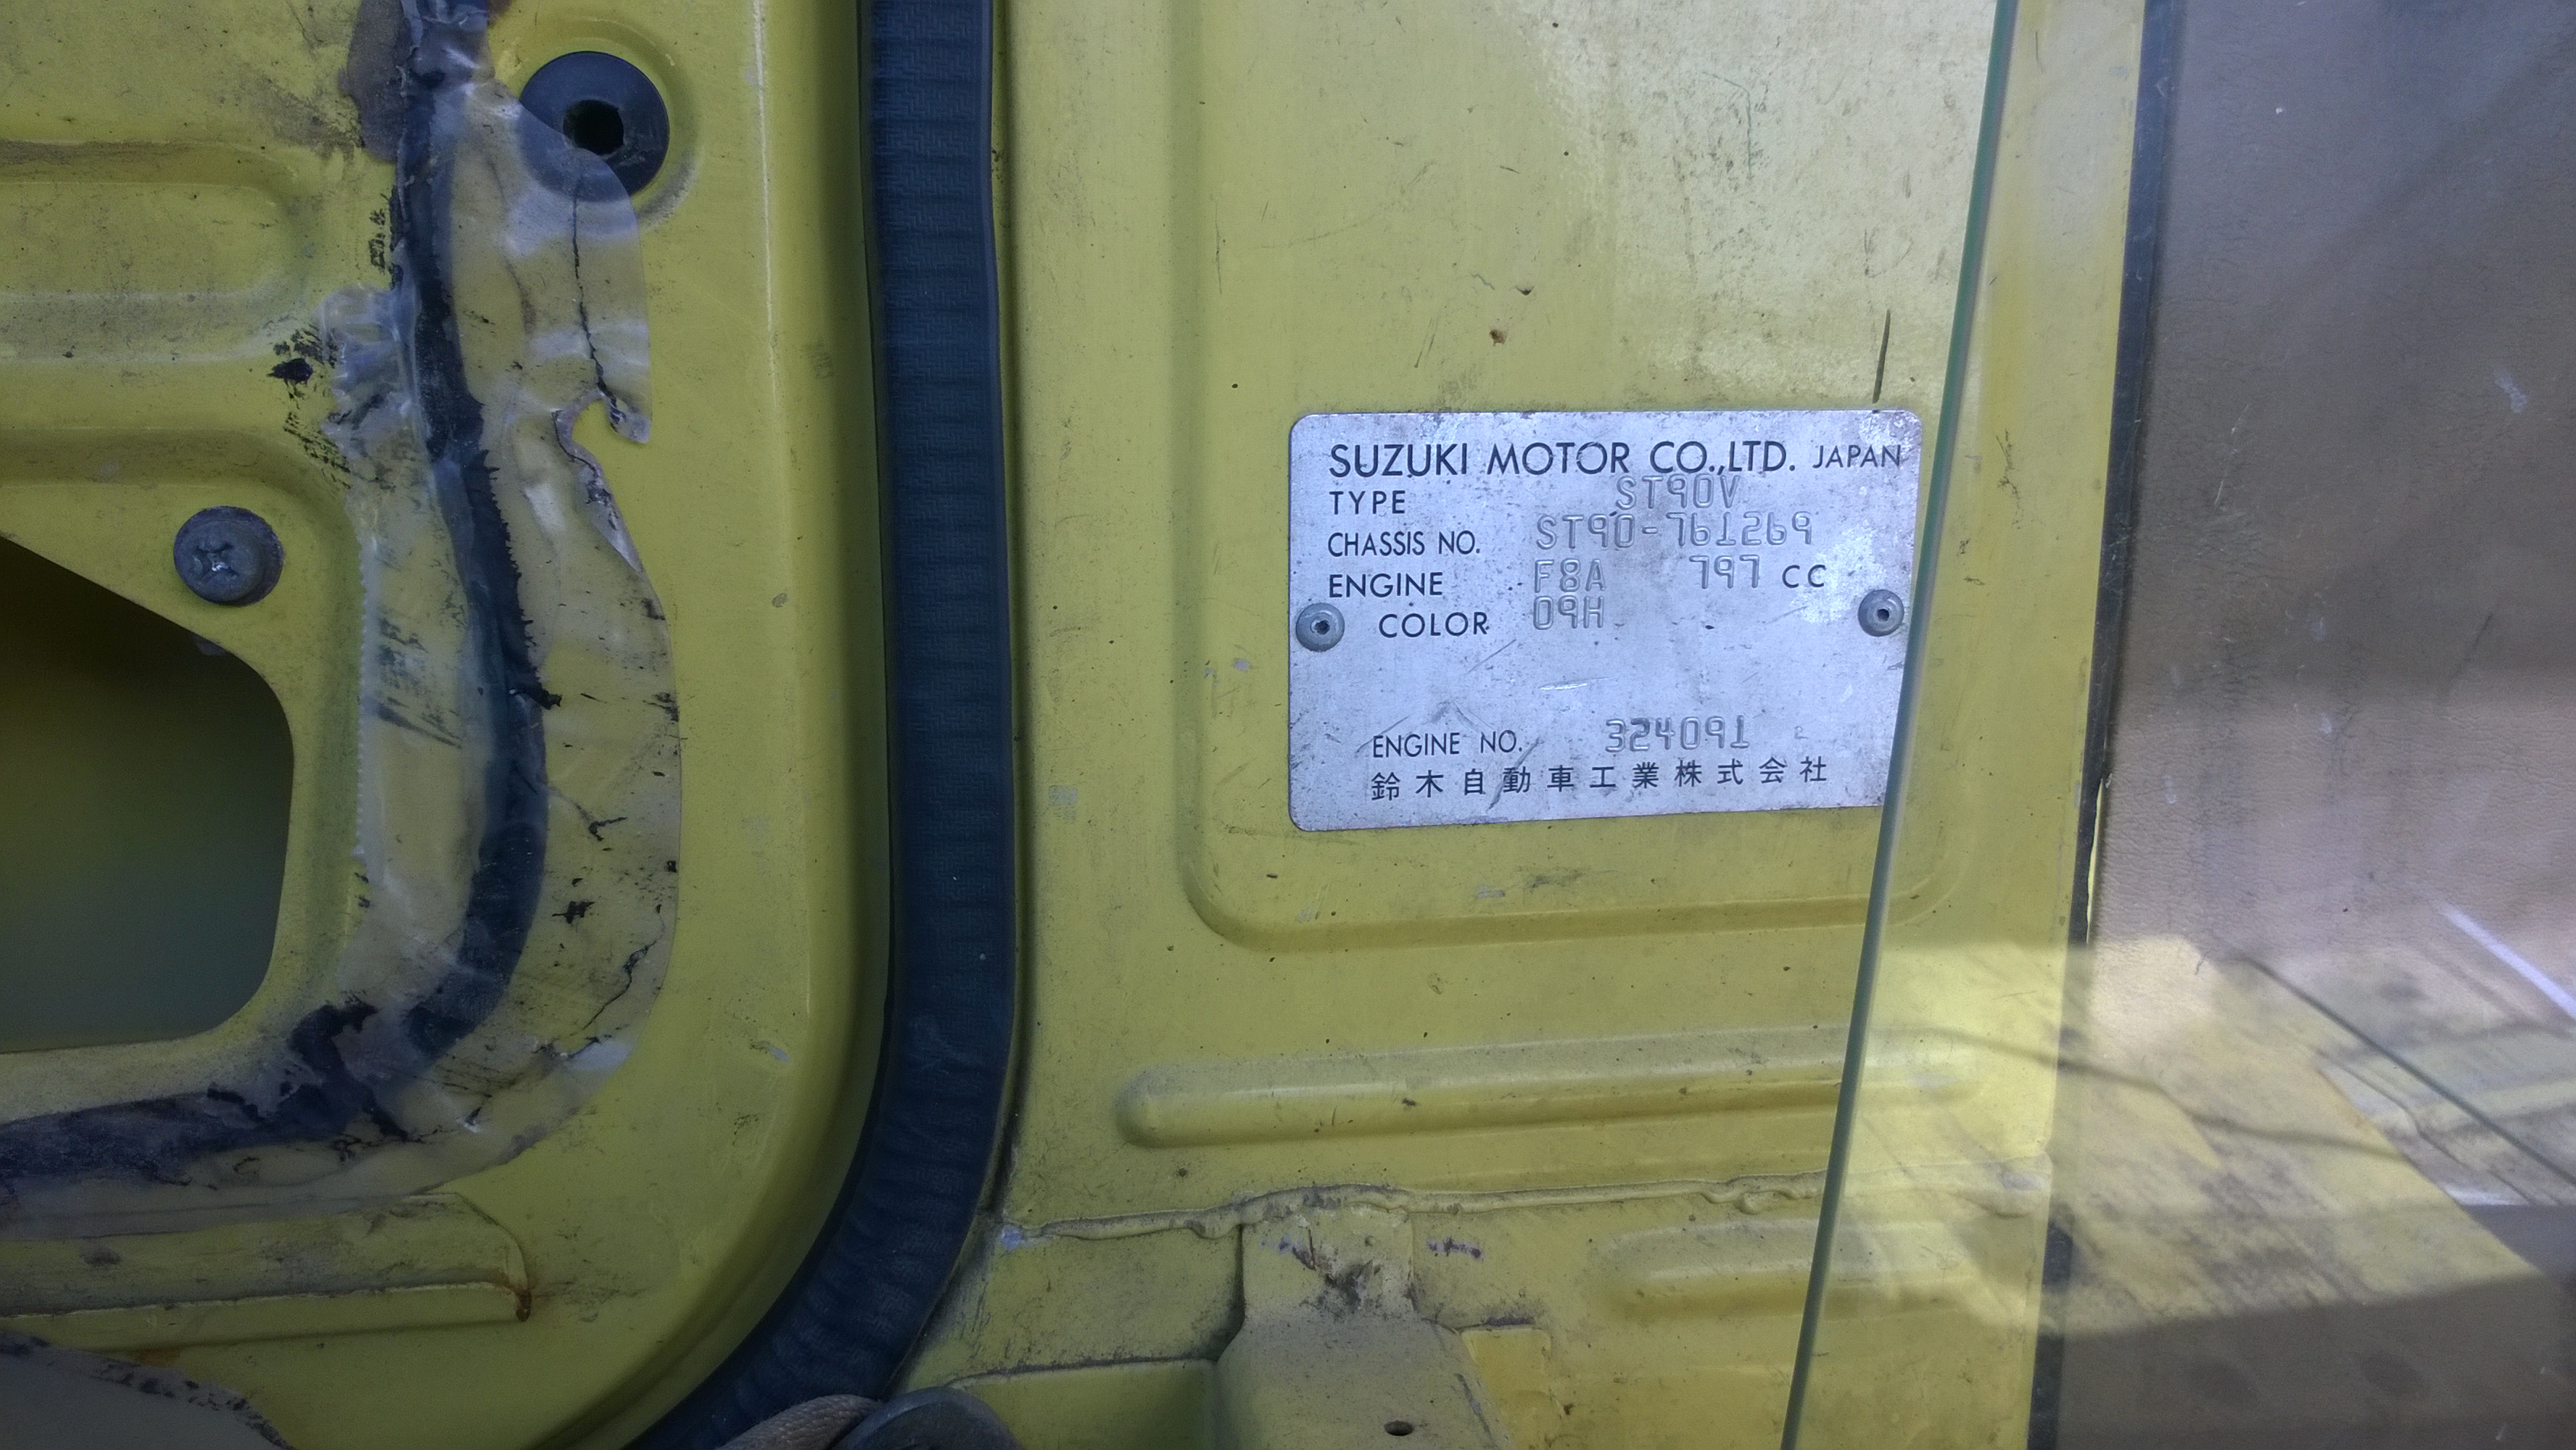 SUZUKI MOTOR CO.,LTD. JAPAN
TYPE ST90V
CHASSIS NO. ST90-761269
ENGINE F8A 797 CC
COLOR 09H
ENGINE NO. 324091
鈴木自動車工業株式会社